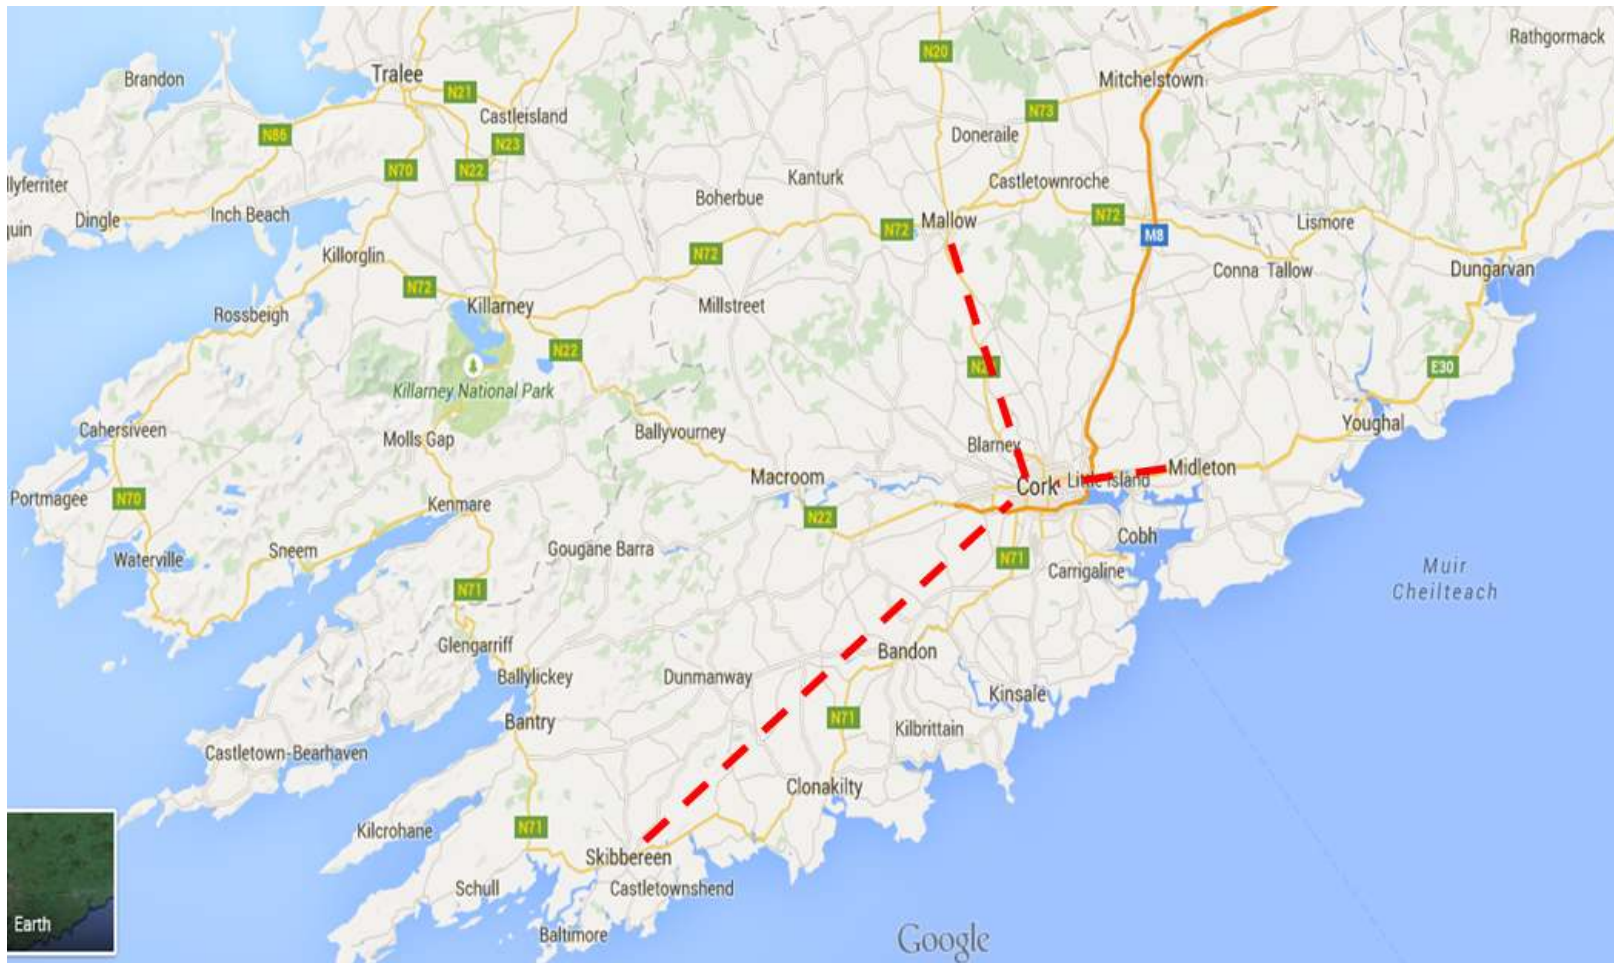 Rathgormack
N20
Brandon
Tralee
Mitchelstown
N21
Castleisland
N73
N86
N23
Doneraile
N70
N22
Kanturk
Castletownroche
llyferriter
Boherbue
Inch Beach
Dingle
N72
Mallow
N72
Lismore
quin
M8
Killorglin
N72
Conna
Tallow
Dungarvan
N72
Killarney
Millstreet
Rossbeigh
N22
E30
Killarney National Park
Cahersiveen
Molls Gap
Ballyvourney
Blarney
Youghal
Macroom
Midleton
Cork
Little Island
Portmagee
N70
Kenmare
N22
Cobh
Waterville
Sneem
Gougane Barra
N71
Carrigaline
Muir
Cheilteach
N71
Glengarriff
Bandon
Ballylickey
Dunmanway
Kinsale
Bantry
N71
Kilbrittain
Castletown-Bearhaven
Clonakilty
Kilcrohane
N71
Skibbereen
Schull
Castletownshend
Earth
Baltimore
Google